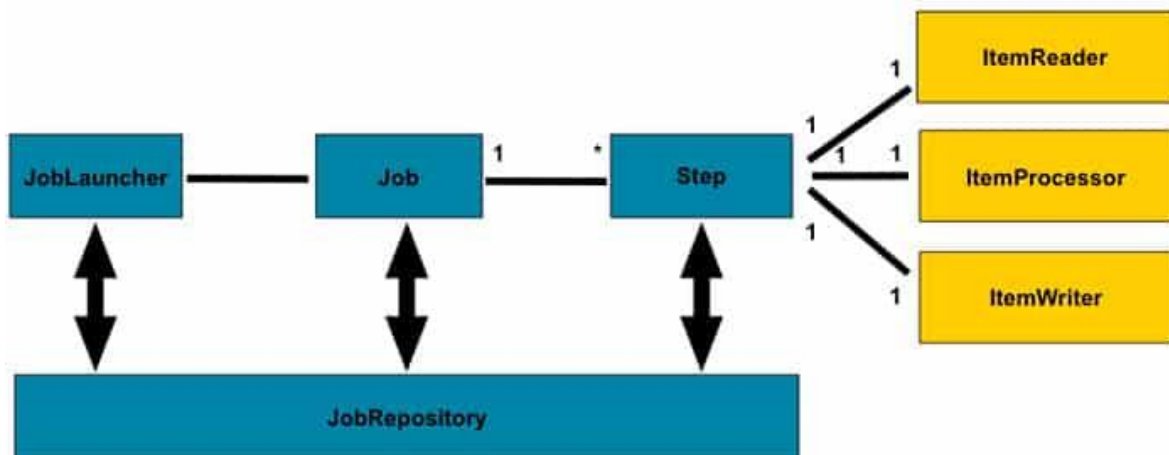 ItemReader
1
1
JobLauncher
Job
1
*
Step
1
1
ItemProcessor
1
1
ItemWriter
JobRepository